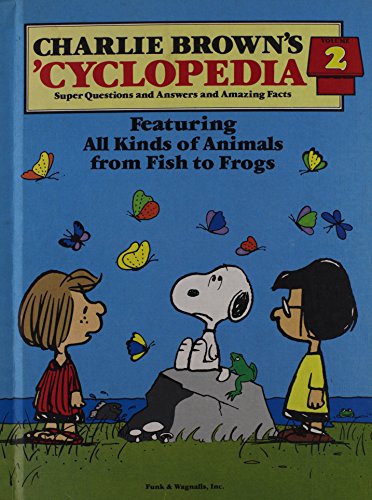 CHARLIE BROWN'S
'CYCLOPEDIA
VOLUME
2
Super Questions and Answers and Amazing Facts
Featuring
All Kinds of Animals
from Fish to Frogs
Funk & Wagnalls, Inc.